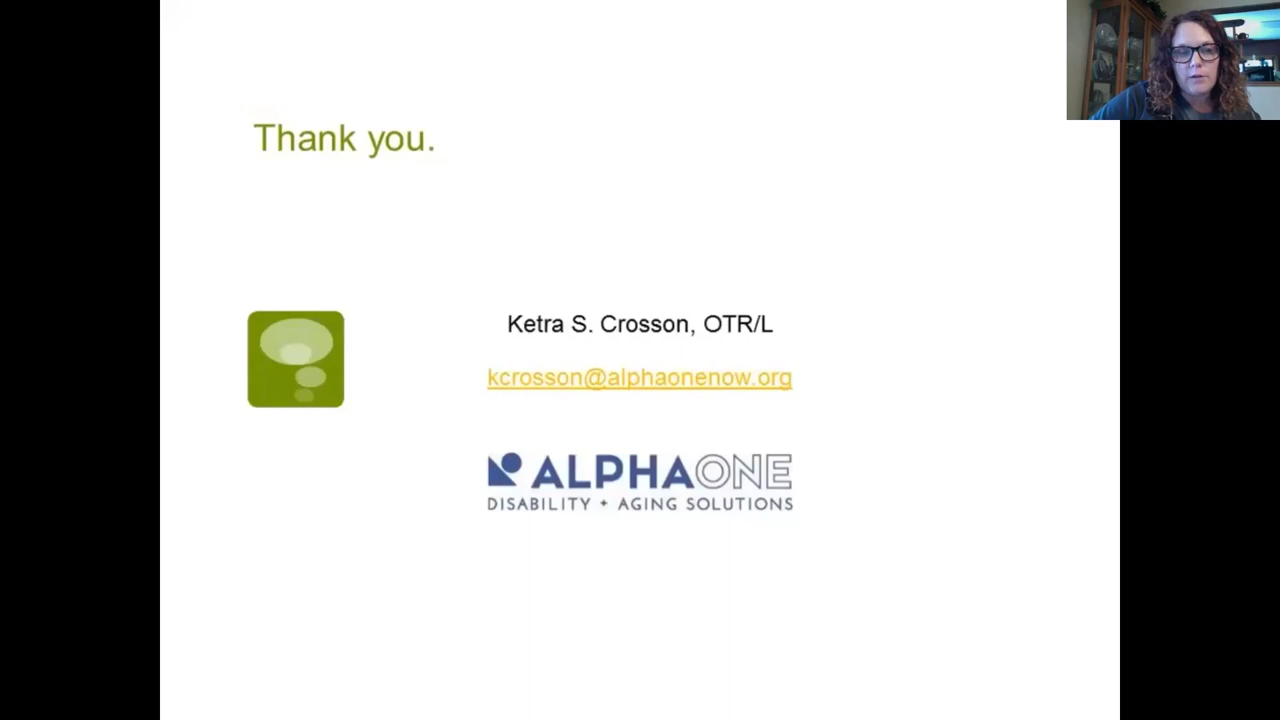 Thank you.
Ketra S. Crosson, OTR/L
kcrosson@alphaonenow.org
ALPHAONE
DISABILITY + AGING SOLUTIONS